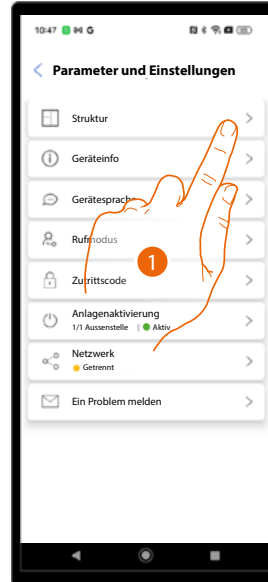 10:47 G
Parameter und Einstellungen
Struktur
Geräteinfo
Gerätesprache
Rufmodus
Zutrittscode
1
Anlagenaktivierung
1/1 Aussenstelle | Aktiv
Netzwerk
Getrennt
Ein Problem melden